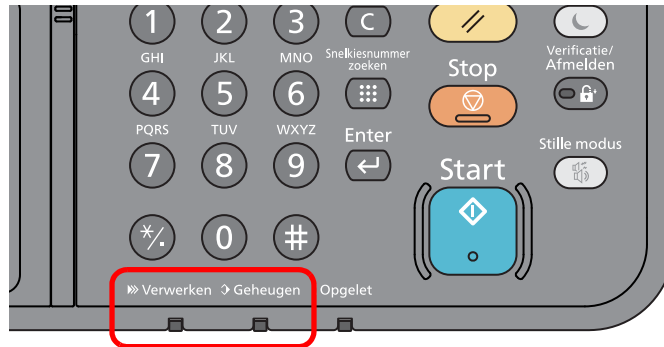 1 2 3 C
GHI JKL MNO Snelkiesnummer zoeken
4 5 6
Stop
Verificatie/
Afmelden
PQRS TUV WXYZ Enter
7 8 9
Start
Stille modus
*/. 0 #
Verwerken Geheugen Opgelet